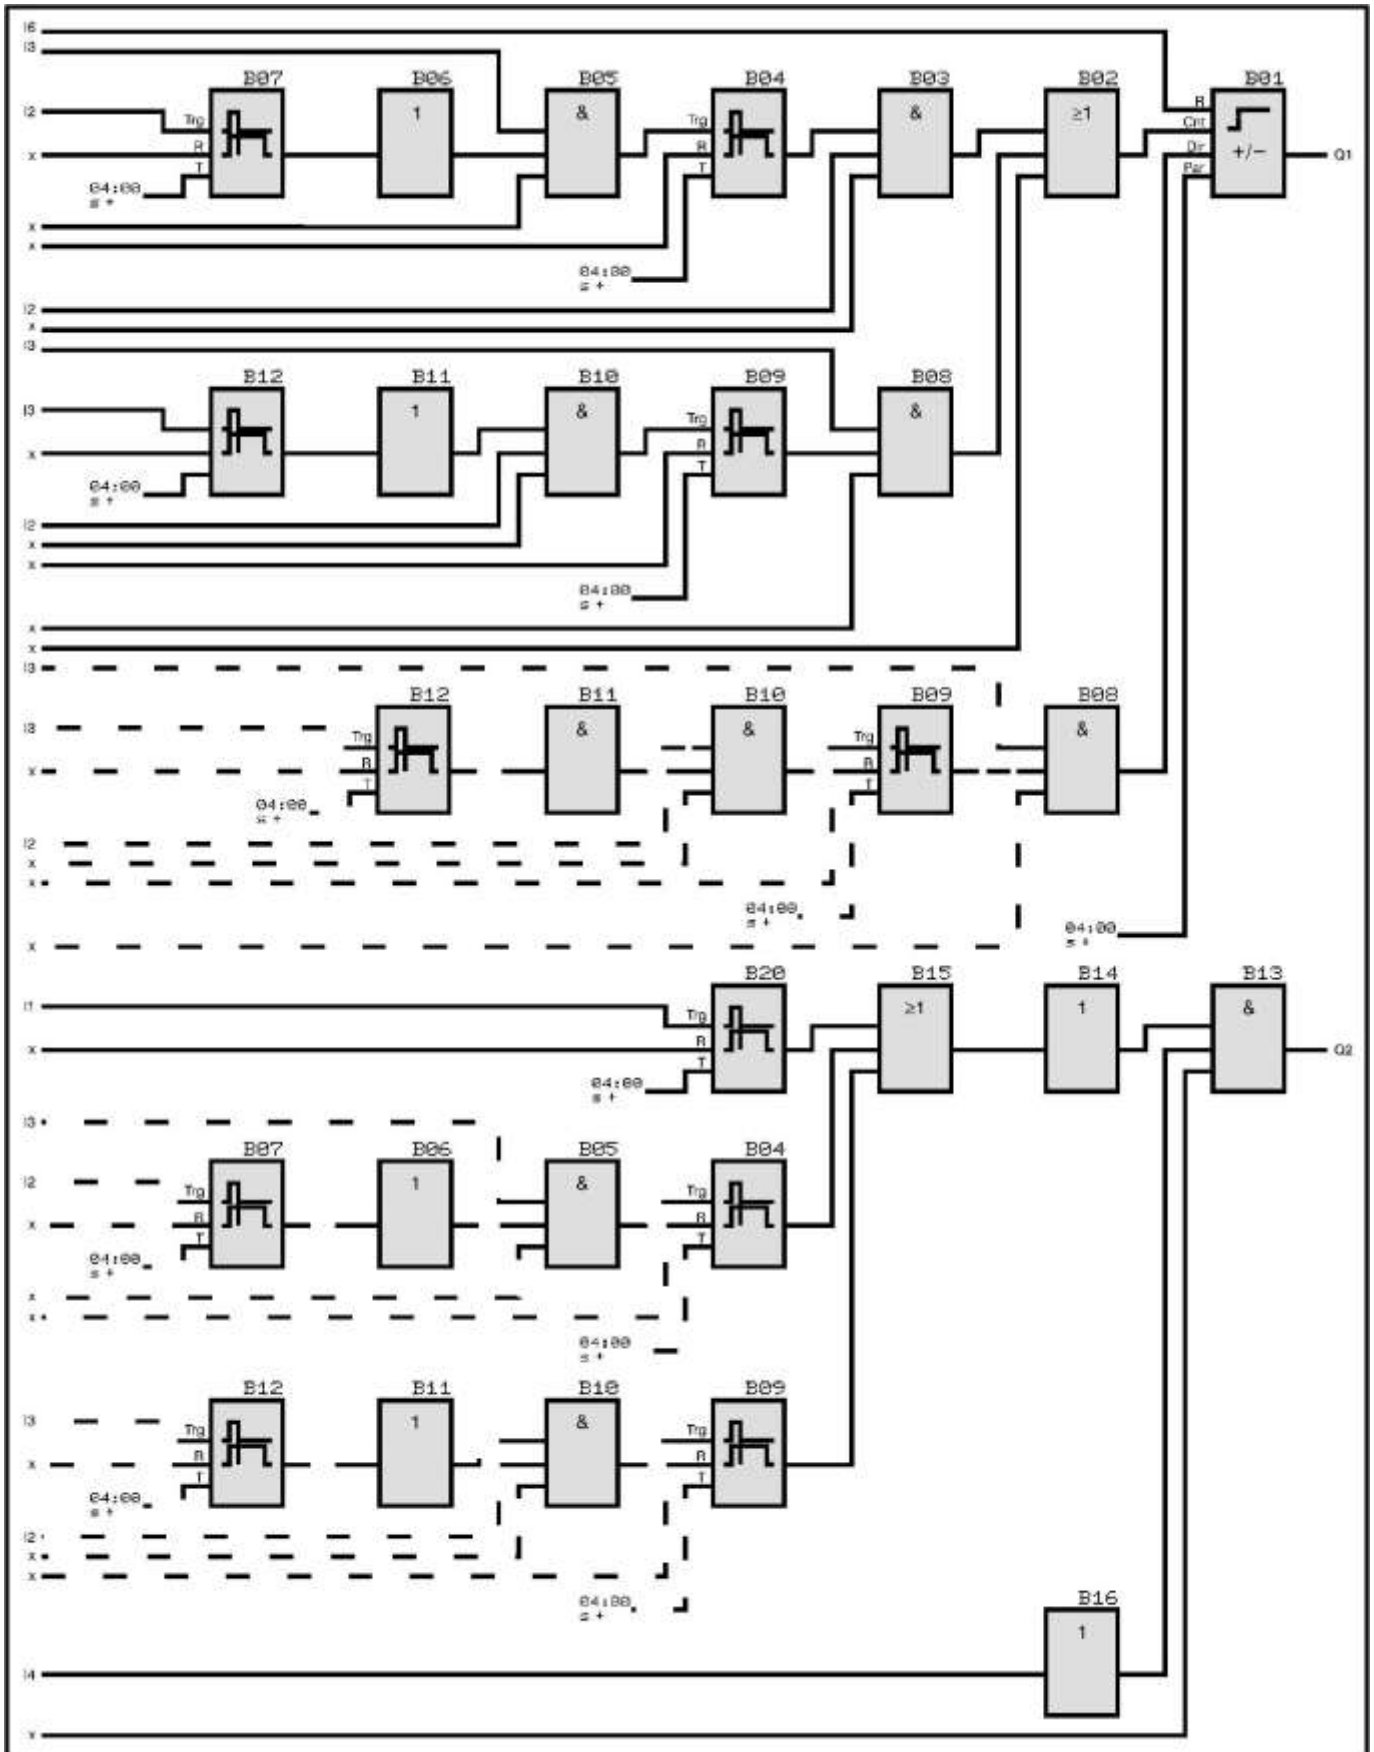 I6
I3
B07 B06 B05 B04 B03 B02 B01
I2 1 & & ≥1
Trg Trg R
R R Cnt
T T Dir
Par
+/−
x Q1
04:00
s +
x
x
04:00
s +
I2
x
I3
B12 B11 B10 B09 B08
I3 1 & &
Trg
x R
T
04:00
s +
I2
x
x
04:00
s +
x
x
I3
B12 B11 B10 B09 B08
I3 & & &
Trg Trg
x R R
T T
04:00
s +
I2
x
x
04:00
s +
04:00
s +
x
B20 B15 B14 B13
I1 ≥1 1 &
Trg
x R Q2
T
04:00
s +
I3
B07 B06 B05 B04
I2 1 &
Trg Trg
x R R
T T
04:00
s +
x
x
04:00
s +
B12 B11 B10 B09
I3 1 &
Trg Trg
x R R
T T
04:00
s +
I2
x
x
04:00
s +
B16
1
I4
x